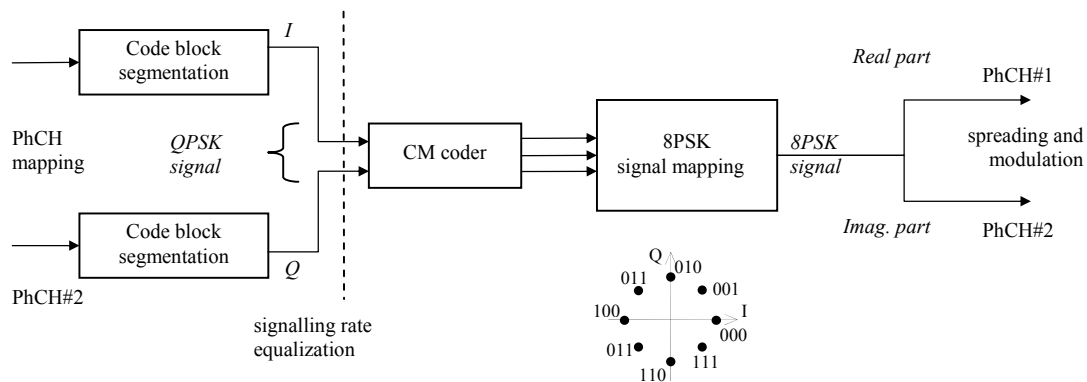 Code block
segmentation
I
PhCH
mapping
QPSK
signal
Code block
segmentation
Q
PhCH#2
signalling rate
equalization
CM coder
8PSK
signal mapping
8PSK
signal
Real part
PhCH#1
spreading and
modulation
Imag. part
PhCH#2
Q
010
011
001
100
I
000
011
111
110